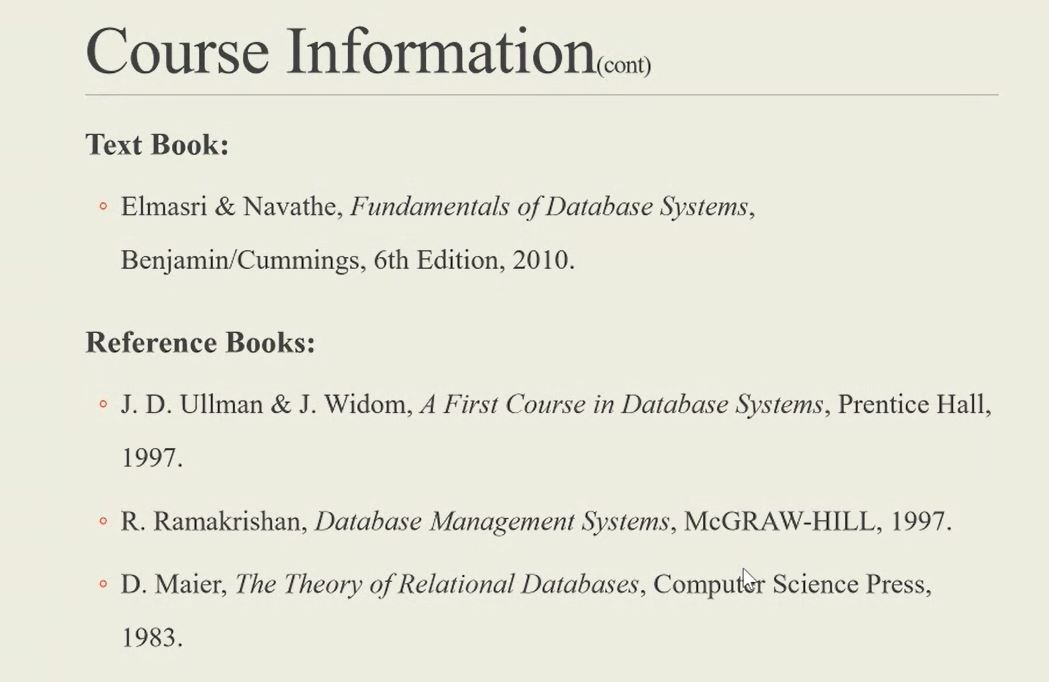 Course Information(cont)
Text Book:
Elmasri & Navathe, Fundamentals of Database Systems,
Benjamin/Cummings, 6th Edition, 2010.
Reference Books:
J. D. Ullman & J. Widom, A First Course in Database Systems, Prentice Hall,
1997.
R. Ramakrishan, Database Management Systems, McGRAW-HILL, 1997.
D. Maier, The Theory of Relational Databases, Computer Science Press,
1983.